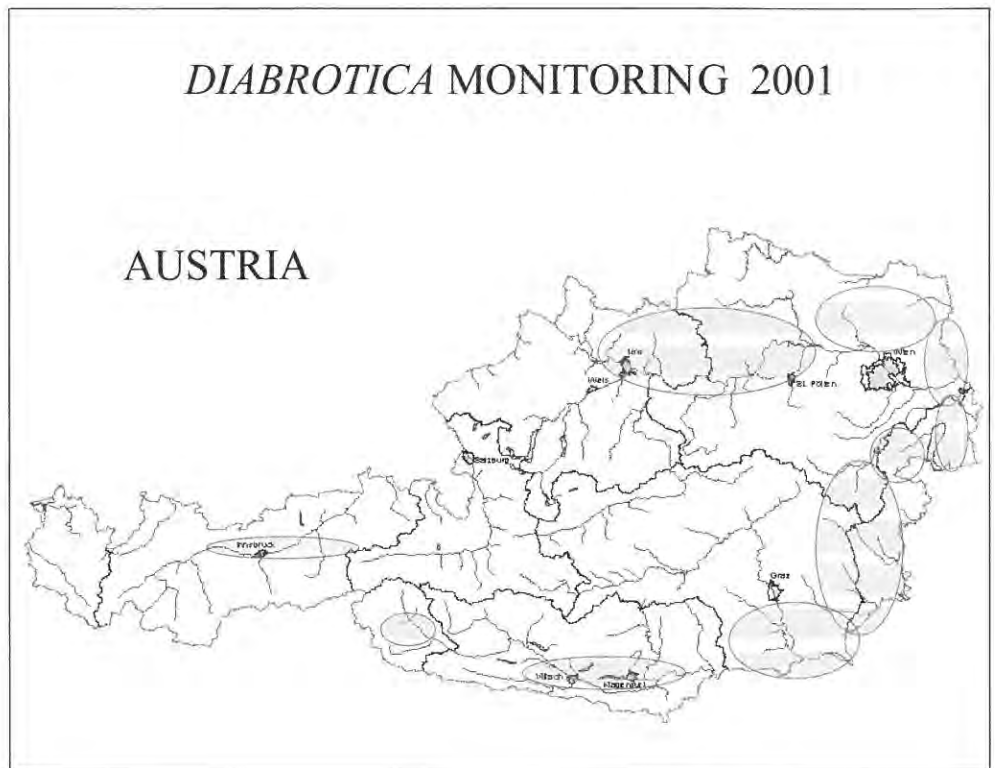 DIABROTICA MONITORING 2001
AUSTRIA
Linz
Wien
Wels
St. Pölten
Salzburg
Innsbruck
Graz
Villach
Klagenfurt